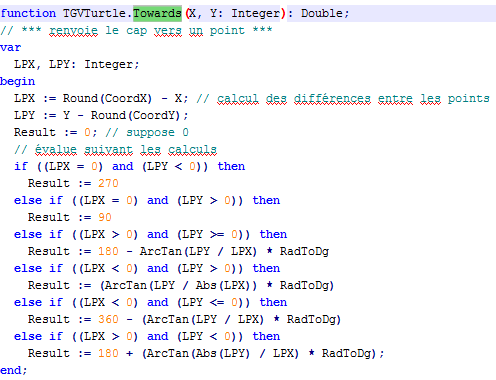 function TGVTurtle.Towards(X, Y: Integer): Double;
// *** renvoie le cap vers un point ***
var
  LPX, LPY: Integer;
begin
  LPX := Round(CoordX) - X; // calcul des différences entre les points
  LPY := Y - Round(CoordY);
  Result := 0; // suppose 0
  // évalue suivant les calculs
  if ((LPX = 0) and (LPY < 0)) then
    Result := 270
  else if ((LPX = 0) and (LPY > 0)) then
    Result := 90
  else if ((LPX > 0) and (LPY >= 0)) then
    Result := 180 - ArcTan(LPY / LPX) * RadToDg
  else if ((LPX < 0) and (LPY > 0)) then
    Result := (ArcTan(LPY / Abs(LPX)) * RadToDg)
  else if ((LPX < 0) and (LPY <= 0)) then
    Result := 360 - (ArcTan(LPY / LPX) * RadToDg)
  else if ((LPX > 0) and (LPY < 0)) then
    Result := 180 + (ArcTan(Abs(LPY) / LPX) * RadToDg);
end;